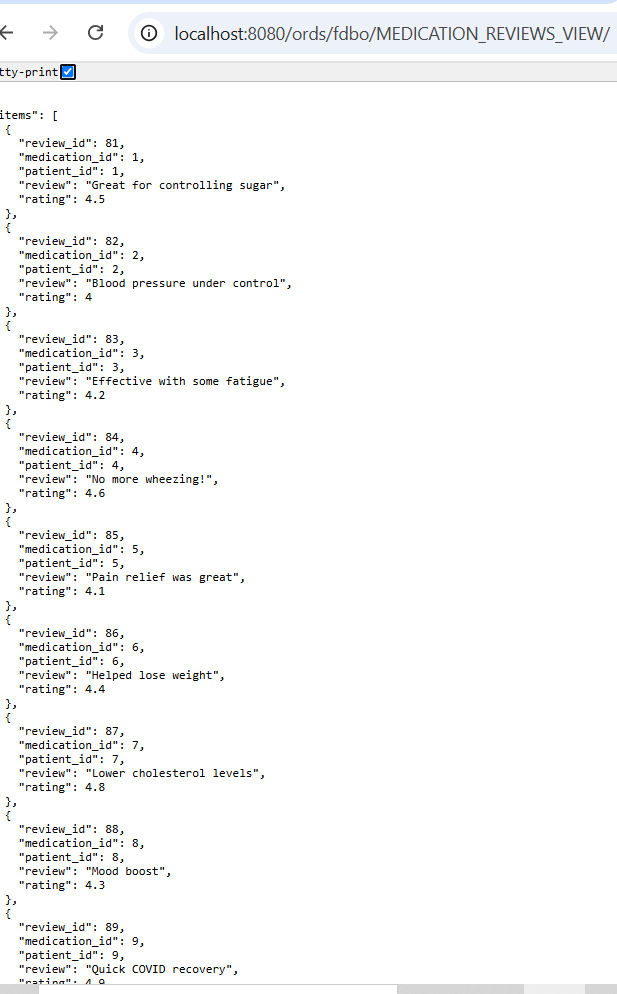 localhost:8080/ords/fdbo/MEDICATION_REVIEWS_VIEW/
tty-print
items": [
{
"review_id": 81,
"medication_id": 1,
"patient_id": 1,
"review": "Great for controlling sugar",
"rating": 4.5
},
{
"review_id": 82,
"medication_id": 2,
"patient_id": 2,
"review": "Blood pressure under control",
"rating": 4
},
{
"review_id": 83,
"medication_id": 3,
"patient_id": 3,
"review": "Effective with some fatigue",
"rating": 4.2
},
{
"review_id": 84,
"medication_id": 4,
"patient_id": 4,
"review": "No more wheezing!",
"rating": 4.6
},
{
"review_id": 85,
"medication_id": 5,
"patient_id": 5,
"review": "Pain relief was great",
"rating": 4.1
},
{
"review_id": 86,
"medication_id": 6,
"patient_id": 6,
"review": "Helped lose weight",
"rating": 4.4
},
{
"review_id": 87,
"medication_id": 7,
"patient_id": 7,
"review": "Lower cholesterol levels",
"rating": 4.8
},
{
"review_id": 88,
"medication_id": 8,
"patient_id": 8,
"review": "Mood boost",
"rating": 4.3
},
{
"review_id": 89,
"medication_id": 9,
"patient_id": 9,
"review": "Quick COVID recovery",
"rating": 4.9